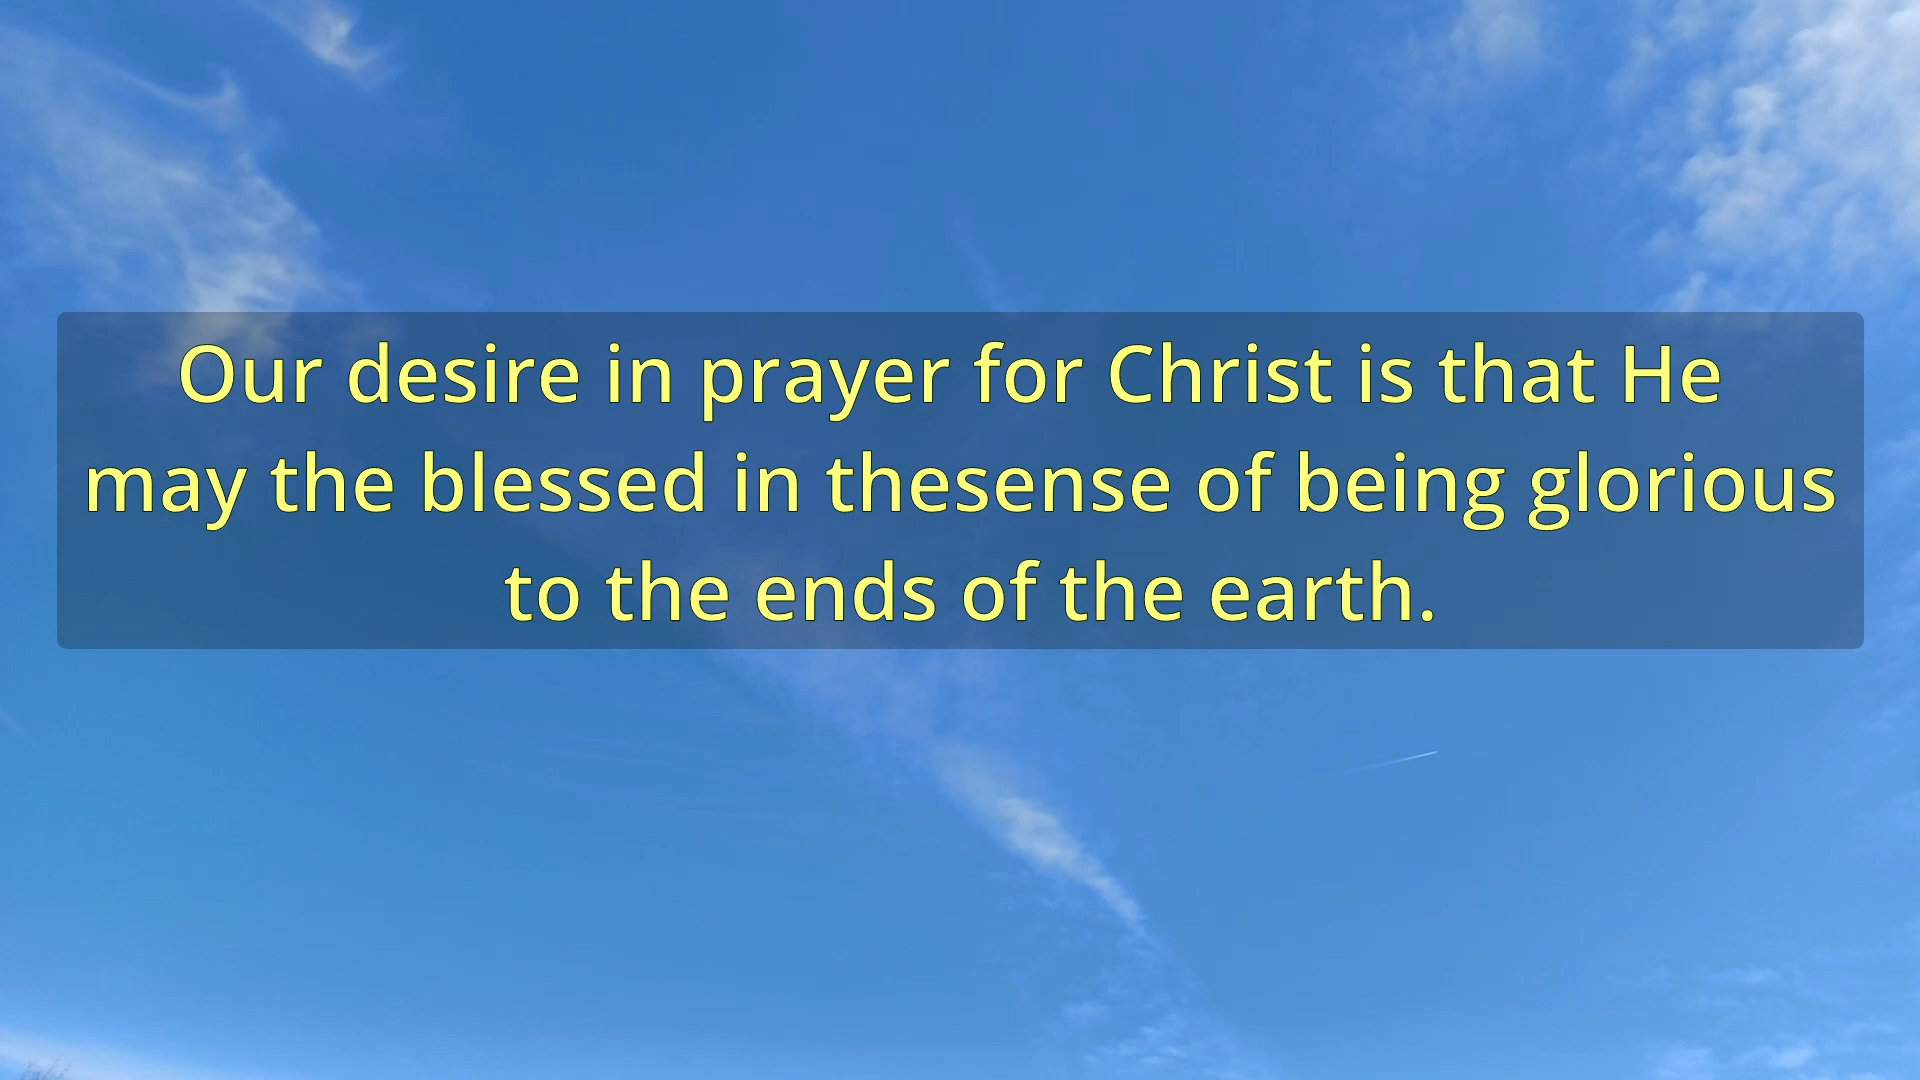 Our desire in prayer for Christ is that He
may the blessed in thesense of being glorious
to the ends of the earth.